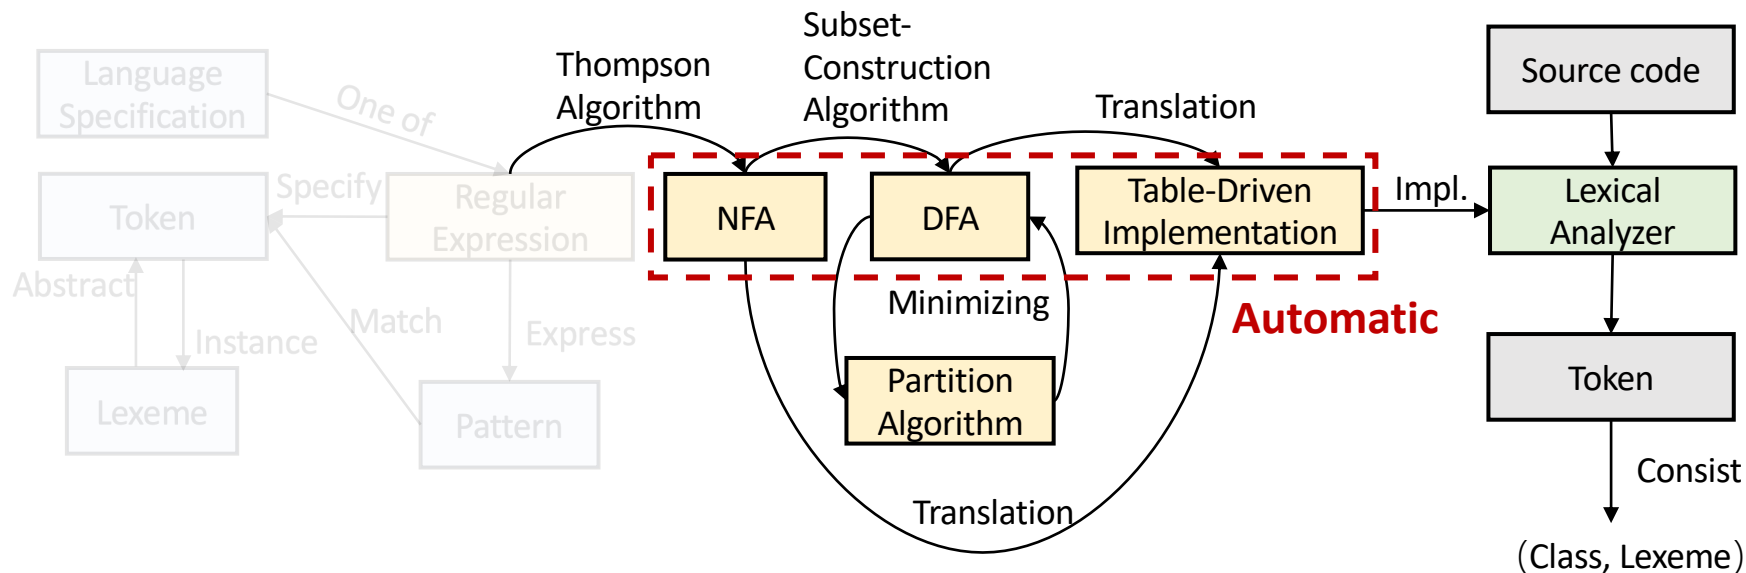 Language
Specification
One of
Thompson
Algorithm
Subset-
Construction
Algorithm
Translation
Source code
Token
Specify
Regular
Expression
NFA
DFA
Table-Driven
Implementation
Impl.
Lexical
Analyzer
Abstract
Instance
Match
Express
Minimizing
Automatic
Lexeme
Pattern
Partition
Algorithm
Token
Translation
Consist
(Class, Lexeme)